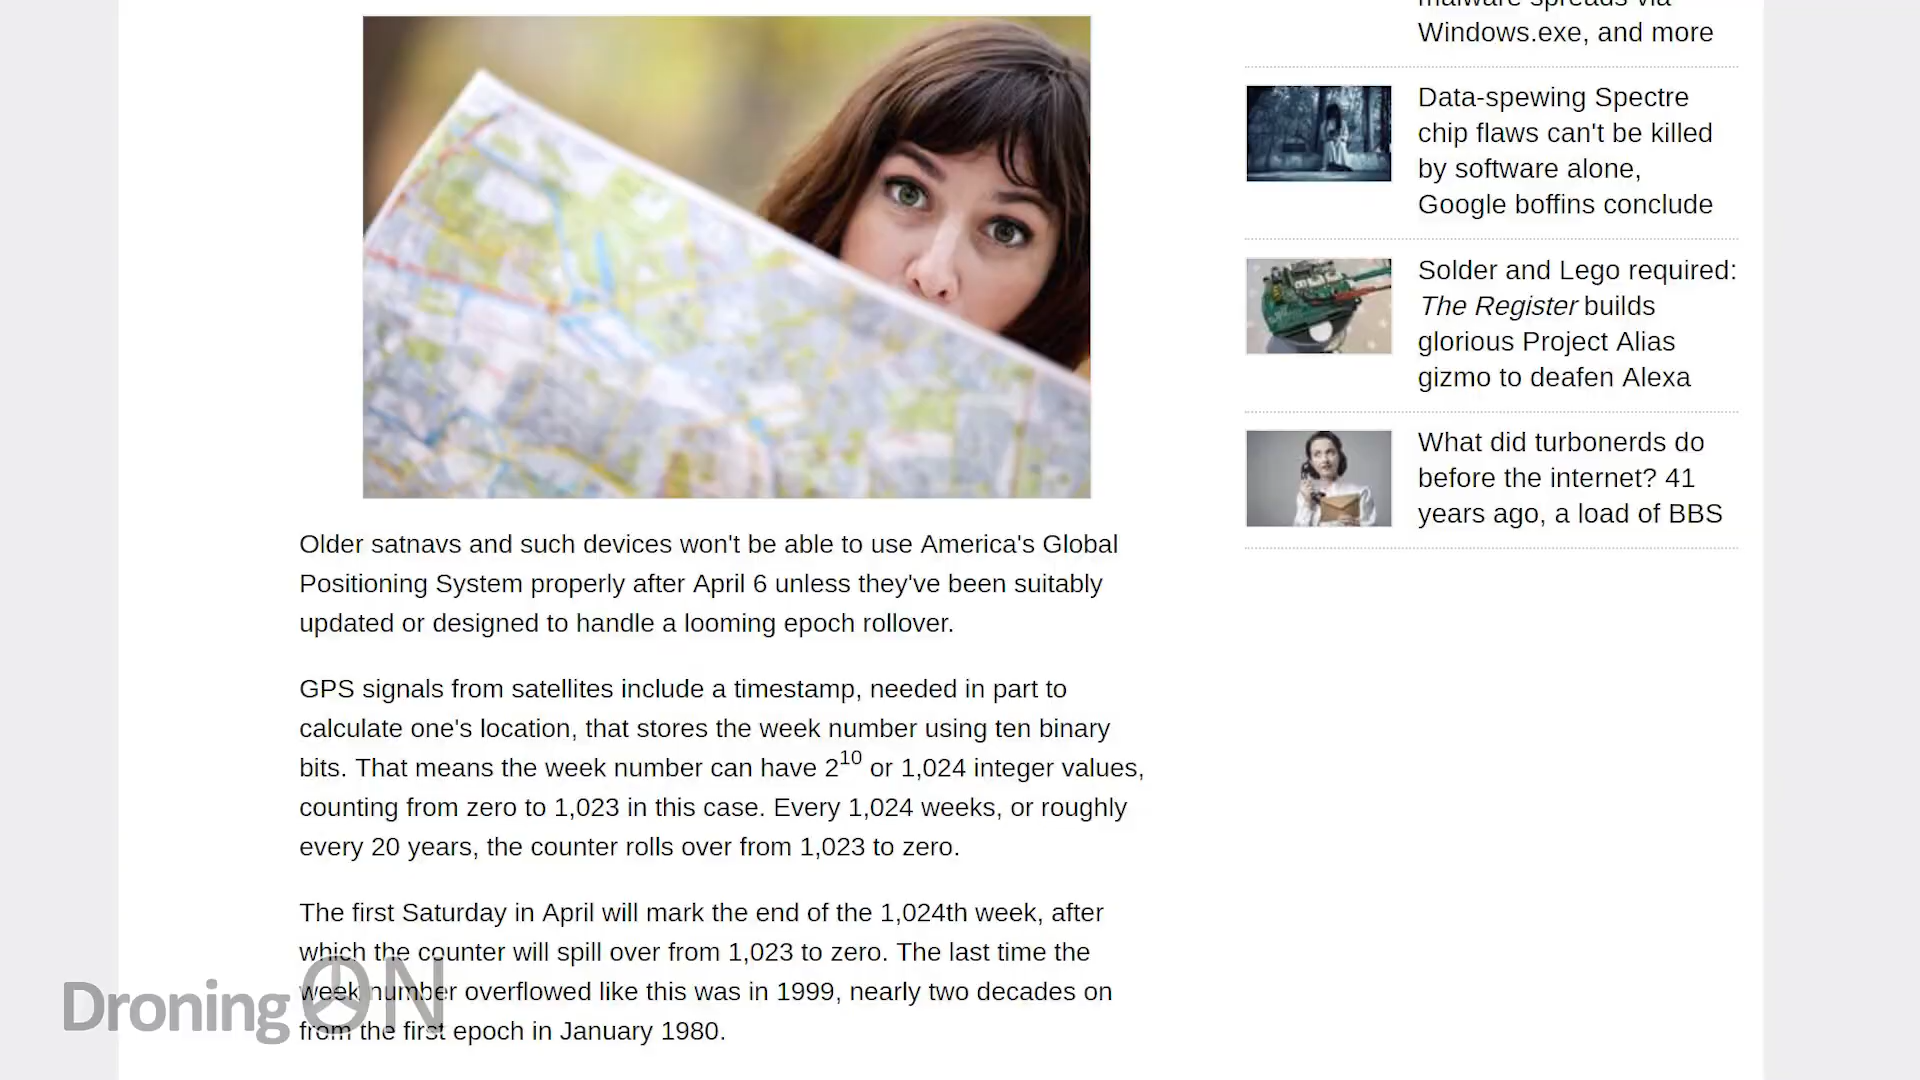 Older satnavs and such devices won't be able to use America's Global
Positioning System properly after April 6 unless they've been suitably
updated or designed to handle a looming epoch rollover.
GPS signals from satellites include a timestamp, needed in part to
calculate one's location, that stores the week number using ten binary
bits. That means the week number can have 2^10 or 1,024 integer values,
counting from zero to 1,023 in this case. Every 1,024 weeks, or roughly
every 20 years, the counter rolls over from 1,023 to zero.
The first Saturday in April will mark the end of the 1,024th week, after
which the counter will spill over from 1,023 to zero. The last time the
week number overflowed like this was in 1999, nearly two decades on
from the first epoch in January 1980.
malware spreads via
Windows.exe, and more
Data-spewing Spectre
chip flaws can't be killed
by software alone,
Google boffins conclude
Solder and Lego required:
The Register builds
glorious Project Alias
gizmo to deafen Alexa
What did turbonerds do
before the internet? 41
years ago, a load of BBS
Droning ON